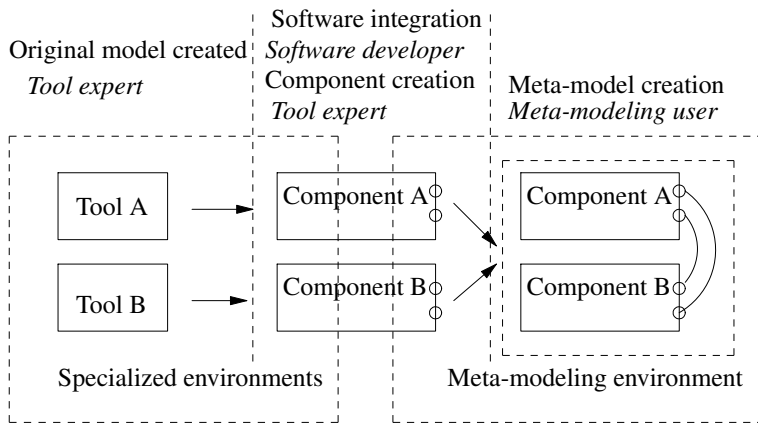 Original model created
Tool expert
Software integration
Software developer
Component creation
Tool expert
Meta-model creation
Meta-modeling user
Tool A
Component A
Component A
Tool B
Component B
Component B
Specialized environments
Meta-modeling environment